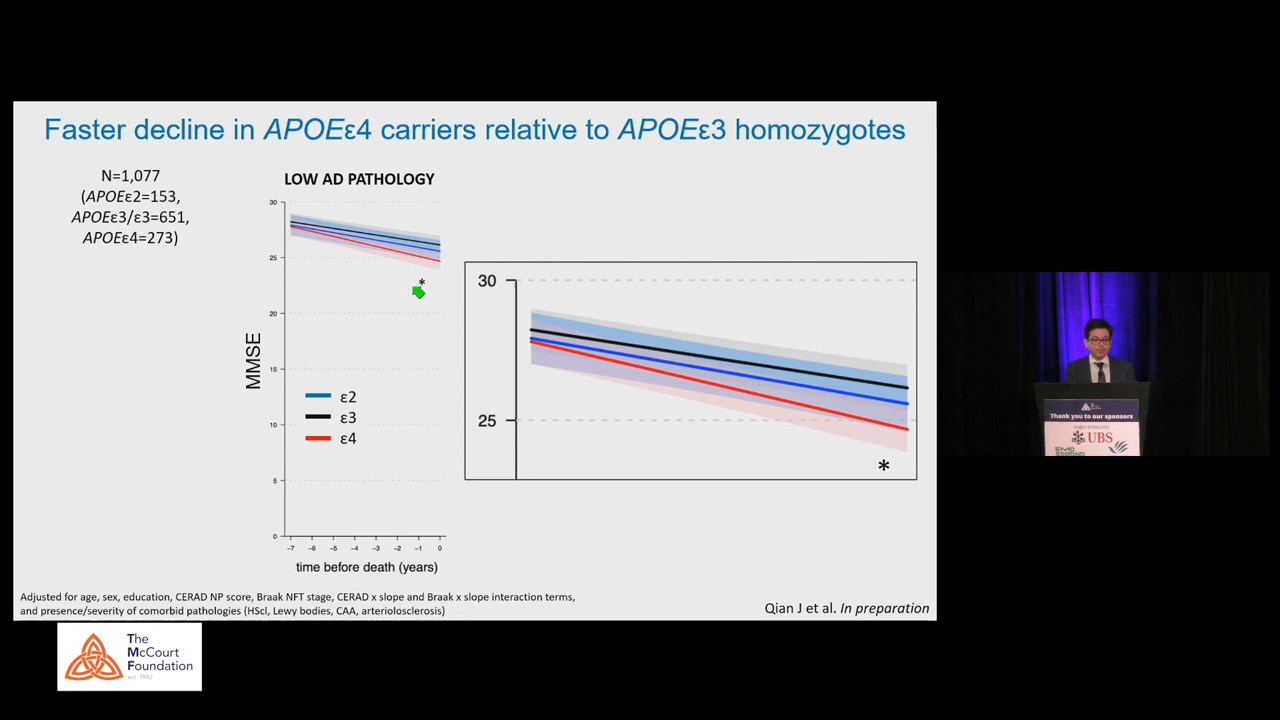 Faster decline in APOEε4 carriers relative to APOEε3 homozygotes
N=1,077
(APOEε2=153,
APOEε3/ε3=651,
APOEε4=273)
LOW AD PATHOLOGY
30
25
20
15
10
5
0
MMSE
ε2
ε3
ε4
*
-7 -6 -5 -4 -3 -2 -1 0
time before death (years)
30
25
*
Adjusted for age, sex, education, CERAD NP score, Braak NFT stage, CERAD x slope and Braak x slope interaction terms,
and presence/severity of comorbid pathologies (HScl, Lewy bodies, CAA, arteriolosclerosis)
Qian J et al. In preparation
The
McCourt
Foundation
est. 1992
Thank you to our sponsors
UBS